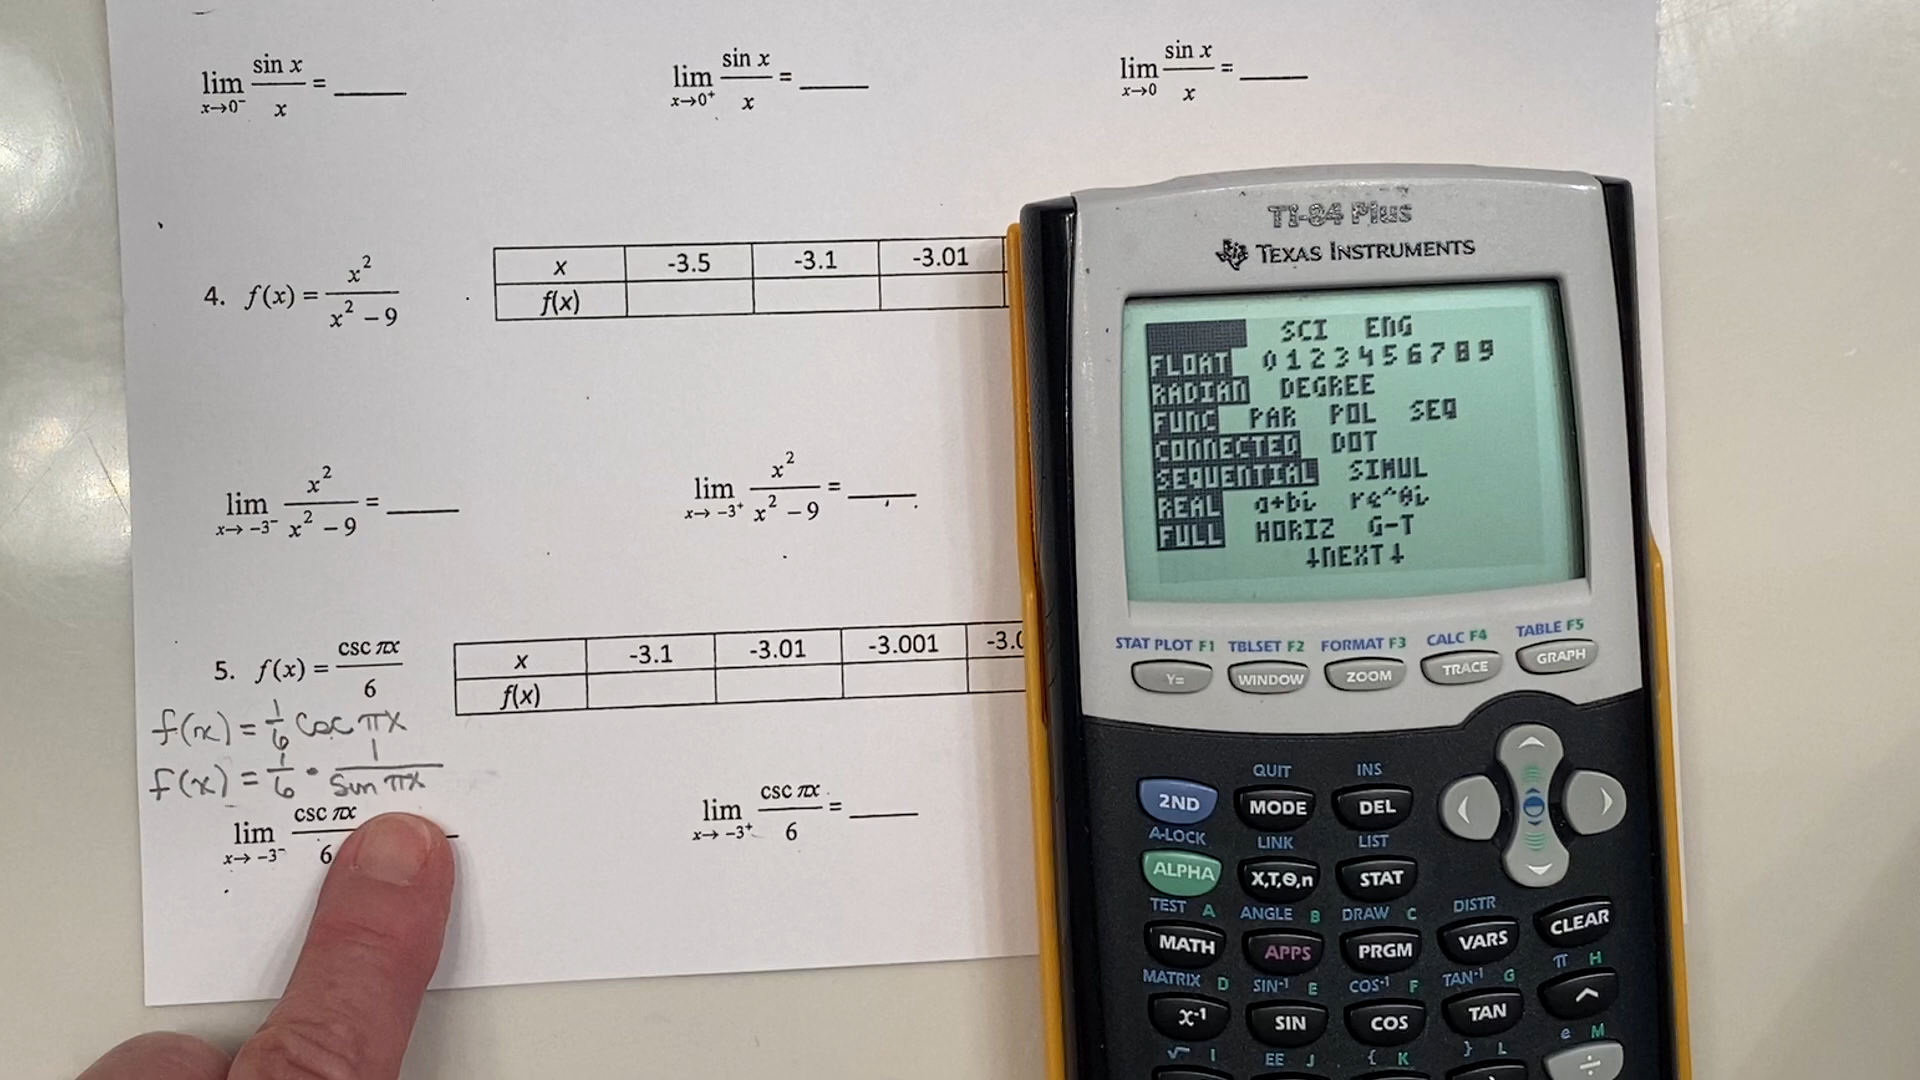 lim x→0⁻ sin x / x = ____
lim x→0⁺ sin x / x = ____
lim x→0 sin x / x = ____
4. f(x) = x² / x² – 9
x -3.5 -3.1 -3.01
f(x)
lim x→ –3⁻ x² / x² – 9 = ____
lim x→ –3⁺ x² / x² – 9 = ____
5. f(x) = csc πx / 6
x -3.1 -3.01 -3.001
f(x)
f(x) = 1/6 csc πx
f(x) = 1/6 · 1 / sin πx
lim x→ –3⁻ csc πx / 6
lim x→ –3⁺ csc πx / 6 = ____
TI-84 Plus
TEXAS INSTRUMENTS
SCI ENG
FLOAT 0123456789
RADIAN DEGREE
FUNC PAR POL SEQ
CONNECTED DOT
SEQUENTIAL SIMUL
REAL a+bi re^θi
FULL HORIZ G-T
↓NEXT↓
STAT PLOT F1 TBLSET F2 FORMAT F3 CALC F4 TABLE F5
Y= WINDOW ZOOM TRACE GRAPH
QUIT INS
2ND MODE DEL
A-LOCK LINK LIST
ALPHA X,T,θ,n STAT
TEST A ANGLE B DRAW C DISTR
MATH APPS PRGM VARS CLEAR
MATRIX D SIN⁻¹ E COS⁻¹ F TAN⁻¹ G π H
x⁻¹ SIN COS TAN ^
√ I EE J { K } L e M
÷